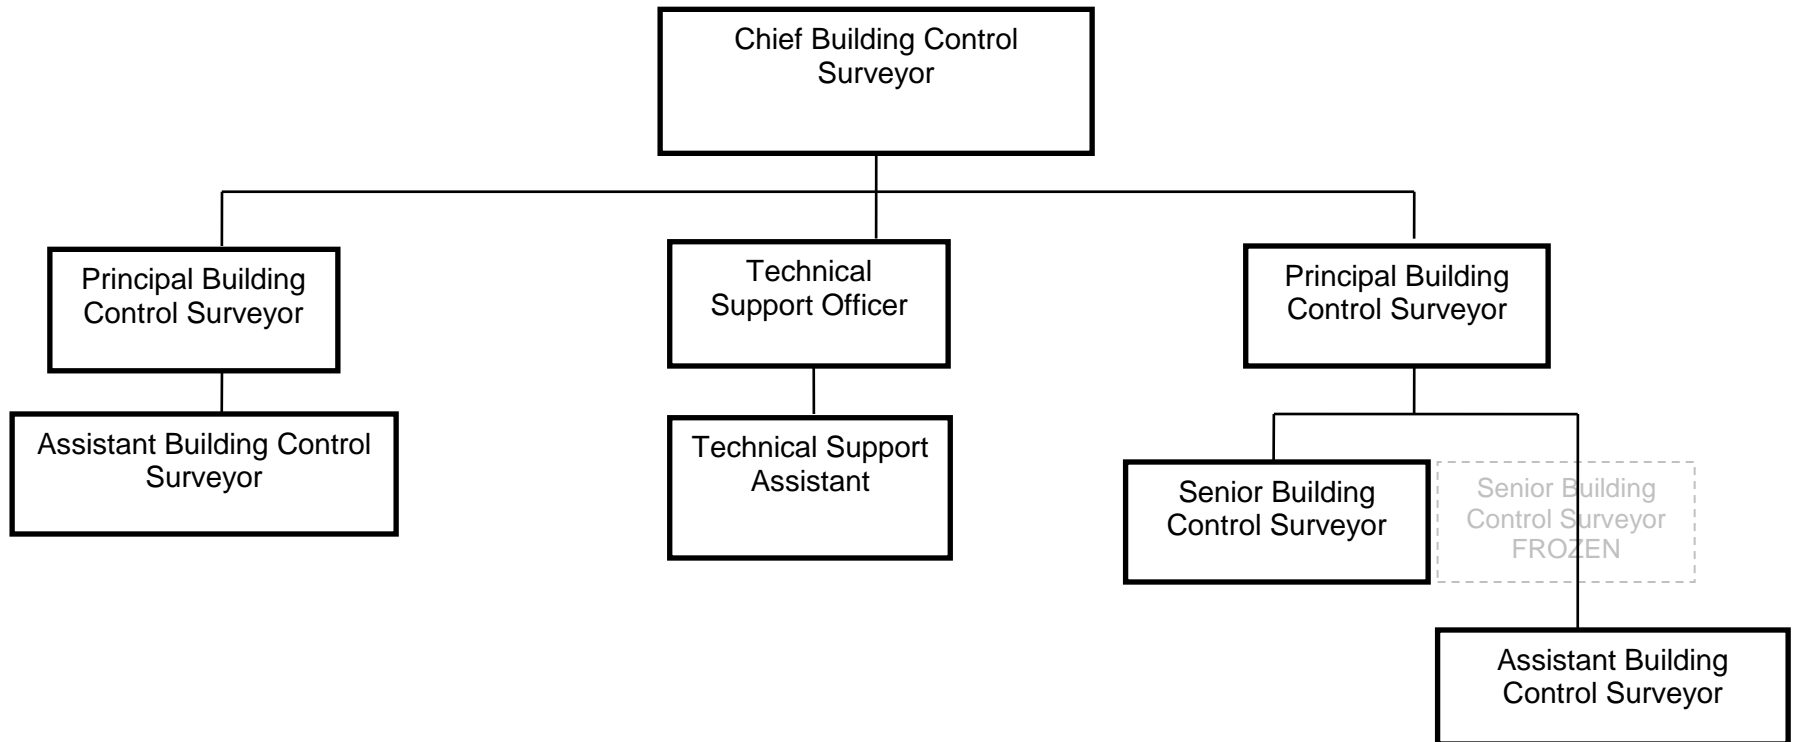 Chief Building Control
Surveyor
Principal Building
Control Surveyor
Technical
Support Officer
Principal Building
Control Surveyor
Assistant Building Control
Surveyor
Technical Support
Assistant
Senior Building
Control Surveyor
Senior Building
Control Surveyor
FROZEN
Assistant Building
Control Surveyor